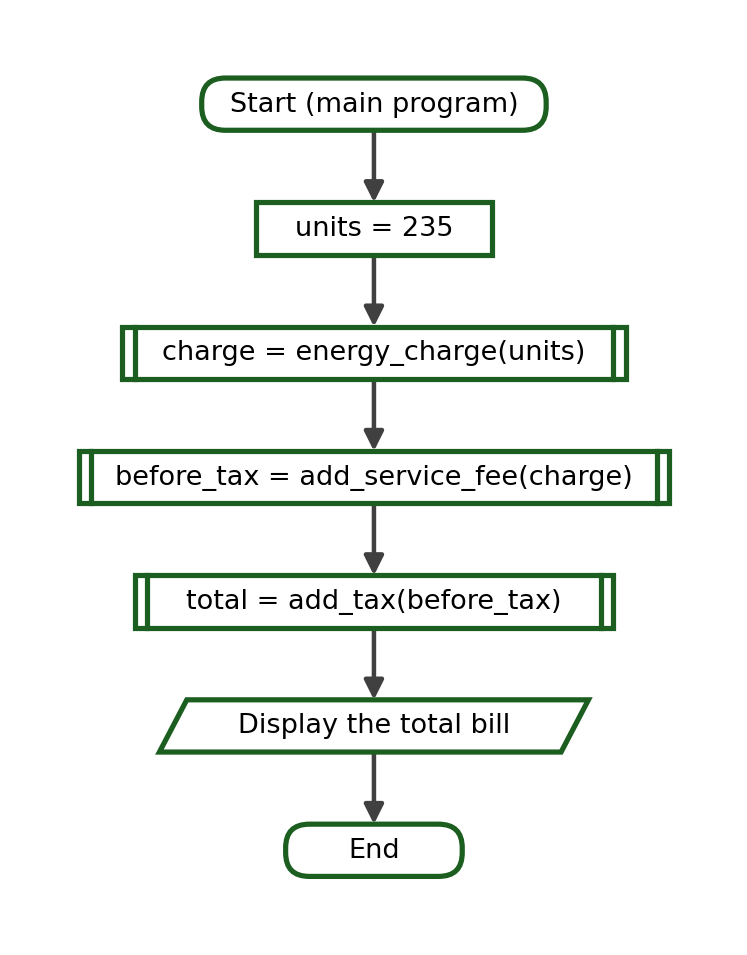 Start (main program)
units = 235
charge = energy_charge(units)
before_tax = add_service_fee(charge)
total = add_tax(before_tax)
Display the total bill
End